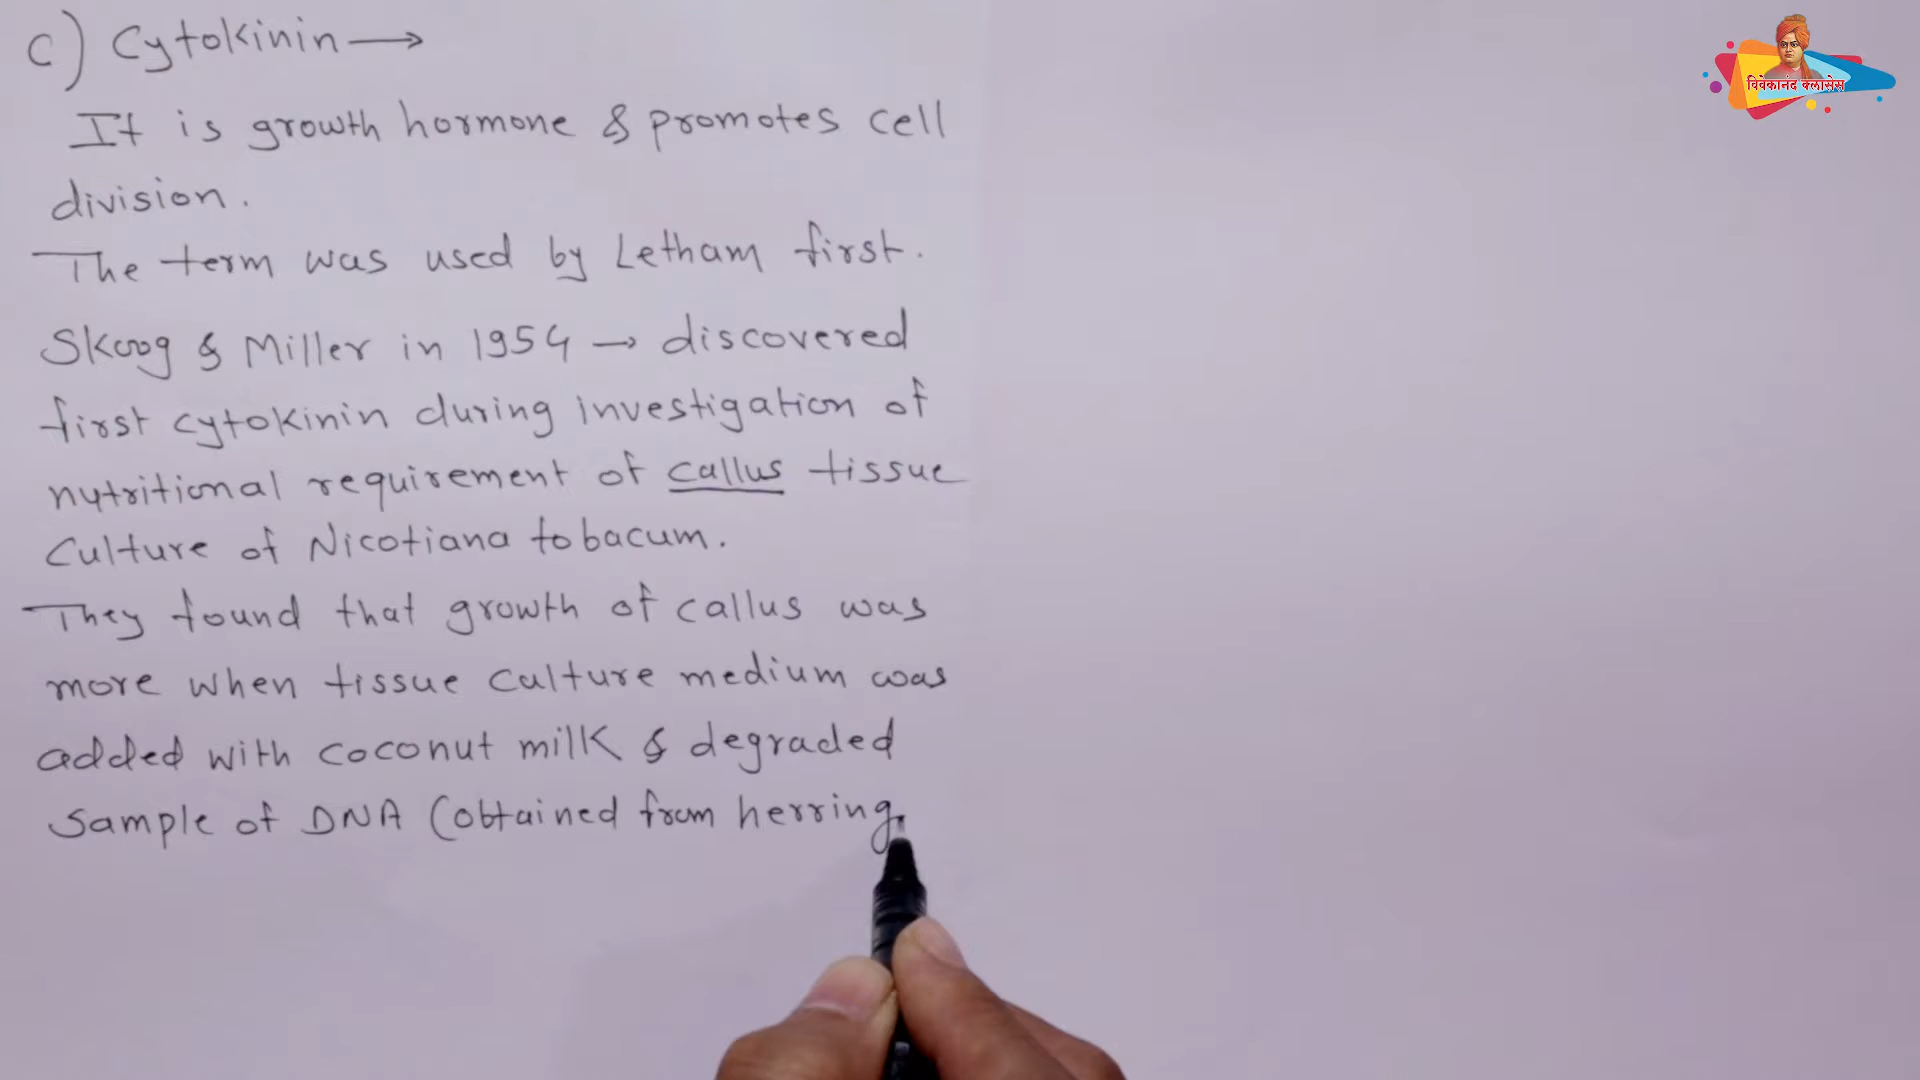 C) Cytokinin →
It is growth hormone & promotes cell
division.
The term was used by Letham first.
Skoog & Miller in 1954 → discovered
first cytokinin during investigation of
nutritional requirement of callus tissue
Culture of Nicotiana tobacum.
They found that growth of callus was
more when tissue culture medium was
added with coconut milk & degraded
Sample of DNA (obtained from herring
विवेकानंद क्लासेस